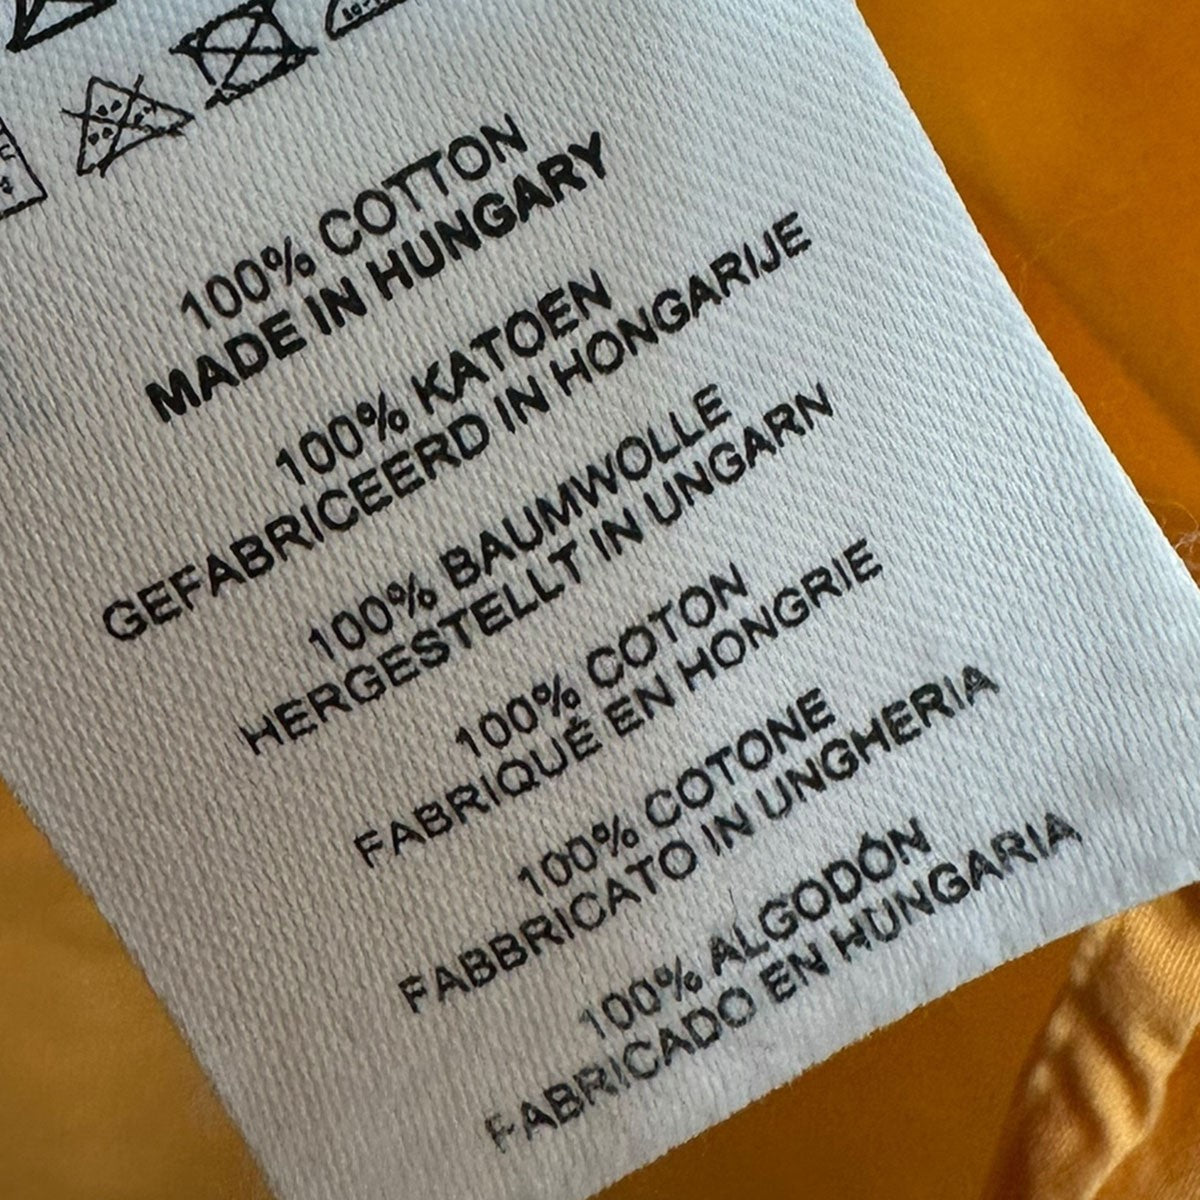 100% COTTON
MADE IN HUNGARY
100% KATOEN
GEFABRICEERD IN HONGARIJE
100% BAUMWOLLE
HERGESTELLT IN UNGARN
100% COTON
FABRIQUÉ EN HONGRIE
100% COTONE
FABBRICATO IN UNGHERIA
100% ALGODÓN
FABRICADO EN HUNGARIA